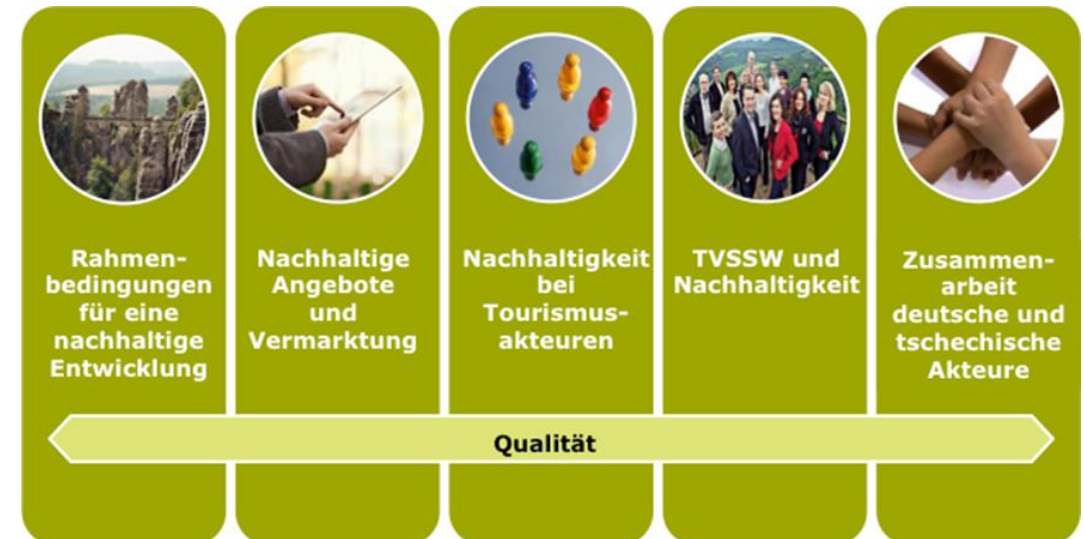 Rahmen-
bedingungen
für eine
nachhaltige
Entwicklung
Nachhaltige
Angebote
und
Vermarktung
Nachhaltigkeit
bei
Tourismus-
akteuren
TVSSW und
Nachhaltigkeit
Zusammen-
arbeit
deutsche und
tschechische
Akteure
Qualität